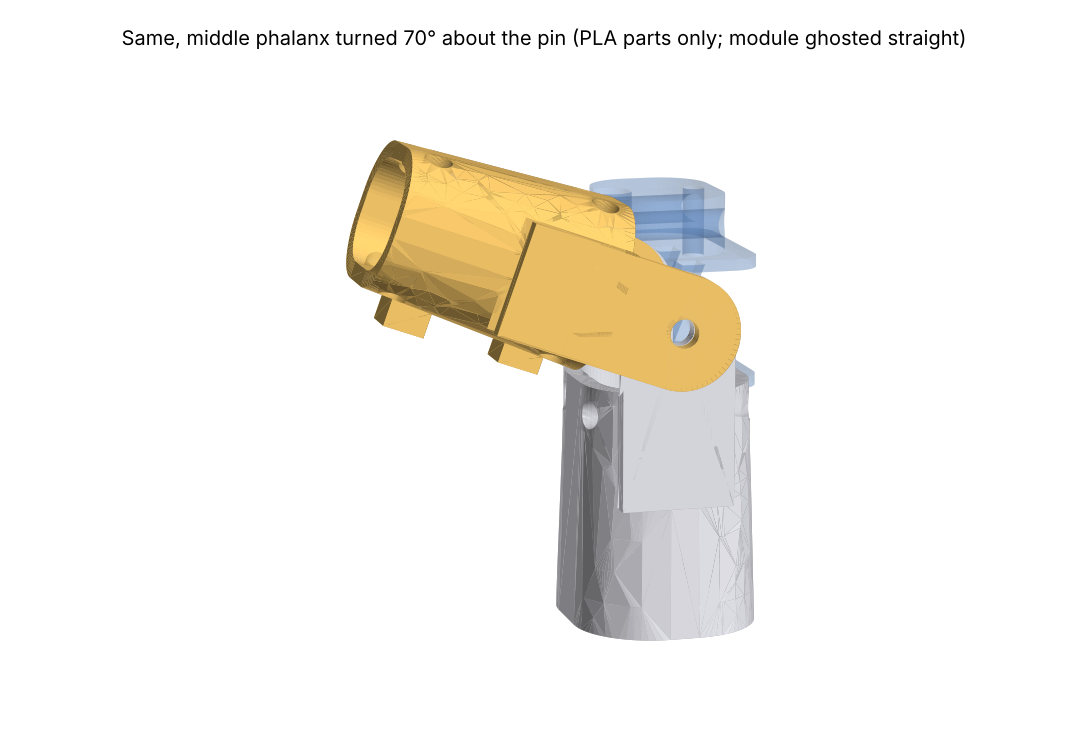 Same, middle phalanx turned 70° about the pin (PLA parts only; module ghosted straight)